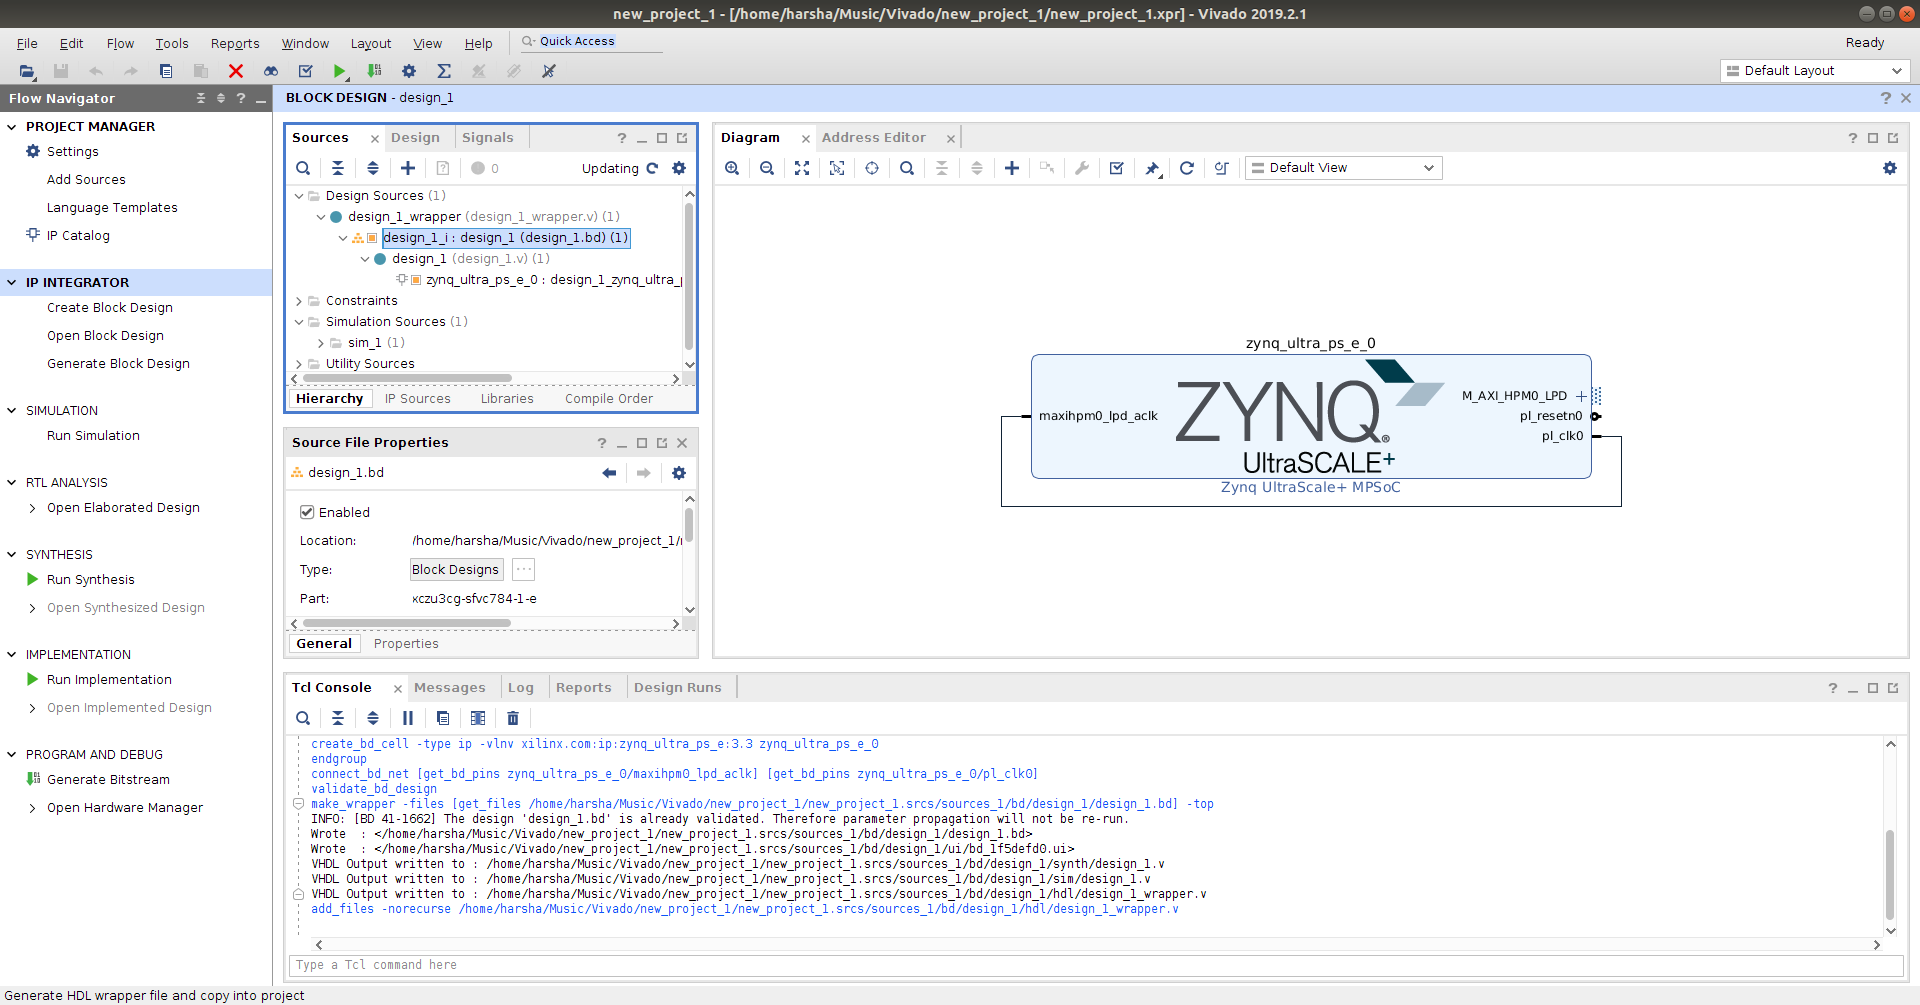 new_project_1 - [/home/harsha/Music/Vivado/new_project_1/new_project_1.xpr] - Vivado 2019.2.1
File Edit Flow Tools Reports Window Layout View Help Quick Access Ready
Default Layout
Flow Navigator
PROJECT MANAGER
Settings
Add Sources
Language Templates
IP Catalog
IP INTEGRATOR
Create Block Design
Open Block Design
Generate Block Design
SIMULATION
Run Simulation
RTL ANALYSIS
Open Elaborated Design
SYNTHESIS
Run Synthesis
Open Synthesized Design
IMPLEMENTATION
Run Implementation
Open Implemented Design
PROGRAM AND DEBUG
Generate Bitstream
Open Hardware Manager
BLOCK DESIGN - design_1
Sources Design Signals
0 Updating
Design Sources (1)
design_1_wrapper (design_1_wrapper.v) (1)
design_1_i : design_1 (design_1.bd) (1)
design_1 (design_1.v) (1)
zynq_ultra_ps_e_0 : design_1_zynq_ultra_
Constraints
Simulation Sources (1)
sim_1 (1)
Utility Sources
Hierarchy IP Sources Libraries Compile Order
Source File Properties
design_1.bd
Enabled
Location: /home/harsha/Music/Vivado/new_project_1/
Type: Block Designs ...
Part: xczu3cg-sfvc784-1-e
General Properties
Diagram Address Editor
Default View
zynq_ultra_ps_e_0
maxihpm0_lpd_aclk
ZYNQ®
UltraSCALE+
M_AXI_HPM0_LPD
pl_resetn0
pl_clk0
Zynq UltraScale+ MPSoC
Tcl Console Messages Log Reports Design Runs
create_bd_cell -type ip -vlnv xilinx.com:ip:zynq_ultra_ps_e:3.3 zynq_ultra_ps_e_0
endgroup
connect_bd_net [get_bd_pins zynq_ultra_ps_e_0/maxihpm0_lpd_aclk] [get_bd_pins zynq_ultra_ps_e_0/pl_clk0]
validate_bd_design
make_wrapper -files [get_files /home/harsha/Music/Vivado/new_project_1/new_project_1.srcs/sources_1/bd/design_1/design_1.bd] -top
INFO: [BD 41-1662] The design 'design_1.bd' is already validated. Therefore parameter propagation will not be re-run.
Wrote  : </home/harsha/Music/Vivado/new_project_1/new_project_1.srcs/sources_1/bd/design_1/design_1.bd>
Wrote  : </home/harsha/Music/Vivado/new_project_1/new_project_1.srcs/sources_1/bd/design_1/ui/bd_1f5defd0.ui>
VHDL Output written to : /home/harsha/Music/Vivado/new_project_1/new_project_1.srcs/sources_1/bd/design_1/synth/design_1.v
VHDL Output written to : /home/harsha/Music/Vivado/new_project_1/new_project_1.srcs/sources_1/bd/design_1/sim/design_1.v
VHDL Output written to : /home/harsha/Music/Vivado/new_project_1/new_project_1.srcs/sources_1/bd/design_1/hdl/design_1_wrapper.v
add_files -norecurse /home/harsha/Music/Vivado/new_project_1/new_project_1.srcs/sources_1/bd/design_1/hdl/design_1_wrapper.v
Type a Tcl command here
Generate HDL wrapper file and copy into project